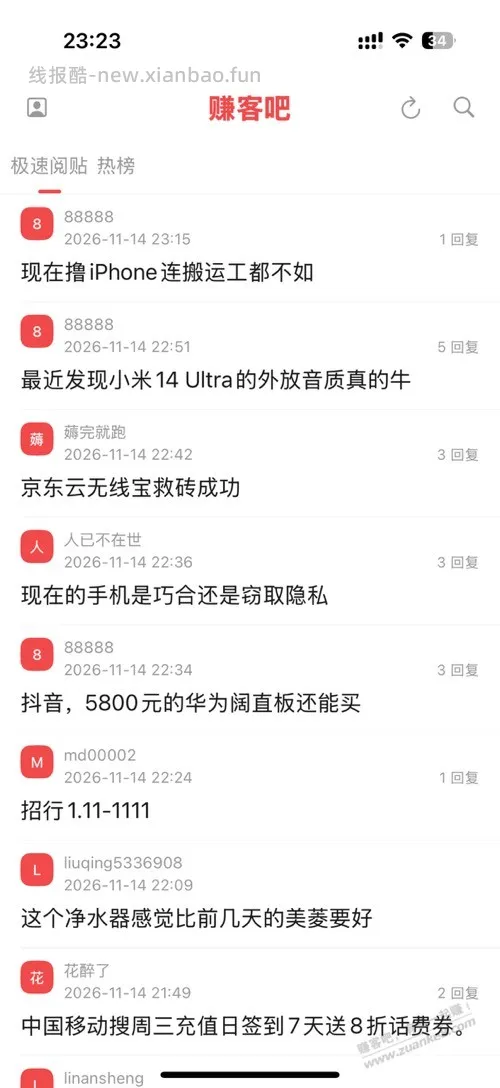 23:23
34
线报酷-new.xianbao.fun
赚客吧
极速阅贴 热榜
8
88888
2026-11-14 23:15
1 回复
现在撸iPhone连搬运工都不如
8
88888
2026-11-14 22:51
5 回复
最近发现小米14 Ultra的外放音质真的牛
薅
薅完就跑
2026-11-14 22:42
3 回复
京东云无线宝救砖成功
人
人已不在世
2026-11-14 22:36
3 回复
现在的手机是巧合还是窃取隐私
8
88888
2026-11-14 22:34
3 回复
抖音，5800元的华为阔直板还能买
M
md00002
2026-11-14 22:24
1 回复
招行1.11-1111
L
liuqing5336908
2026-11-14 22:09
这个净水器感觉比前几天的美菱要好
花
花醉了
2026-11-14 21:49
2 回复
中国移动搜周三充值日签到7天送8折话费券。
L
linansheng